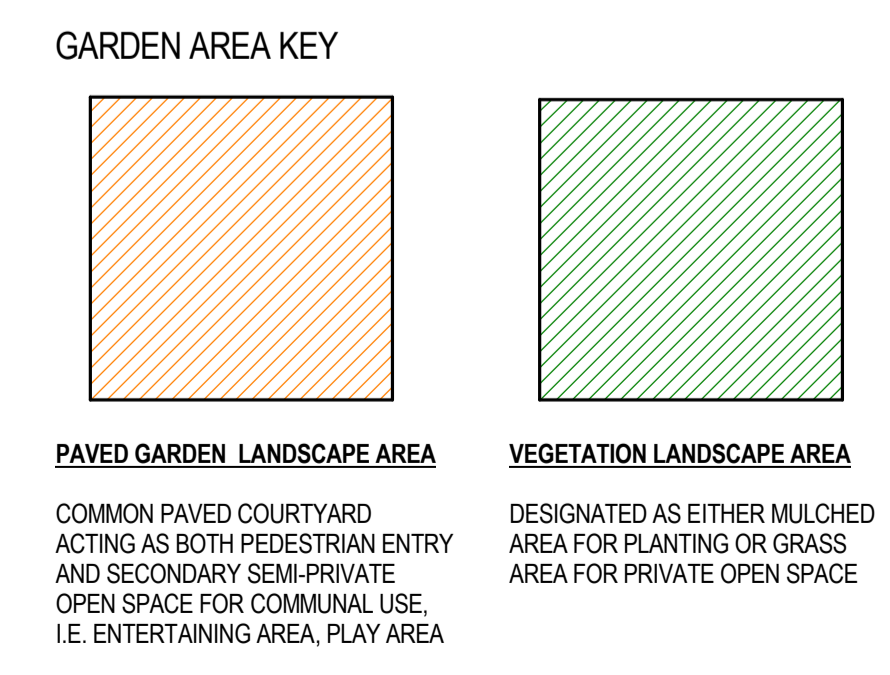 GARDEN AREA KEY
PAVED GARDEN LANDSCAPE AREA
COMMON PAVED COURTYARD
ACTING AS BOTH PEDESTRIAN ENTRY
AND SECONDARY SEMI-PRIVATE
OPEN SPACE FOR COMMUNAL USE,
I.E. ENTERTAINING AREA, PLAY AREA
VEGETATION LANDSCAPE AREA
DESIGNATED AS EITHER MULCHED
AREA FOR PLANTING OR GRASS
AREA FOR PRIVATE OPEN SPACE